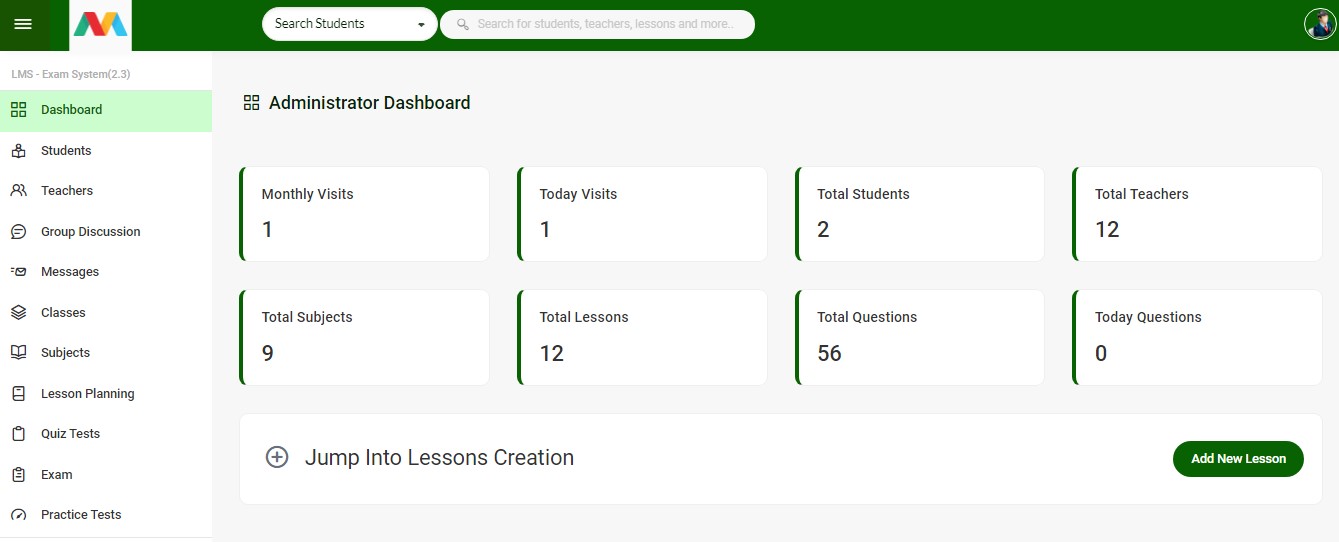 Search Students
Search for students, teachers, lessons and more...
LMS - Exam System(2.3)
Dashboard
Students
Teachers
Group Discussion
Messages
Classes
Subjects
Lesson Planning
Quiz Tests
Exam
Practice Tests
Administrator Dashboard
Monthly Visits
1
Today Visits
1
Total Students
2
Total Teachers
12
Total Subjects
9
Total Lessons
12
Total Questions
56
Today Questions
0
Jump Into Lessons Creation
Add New Lesson